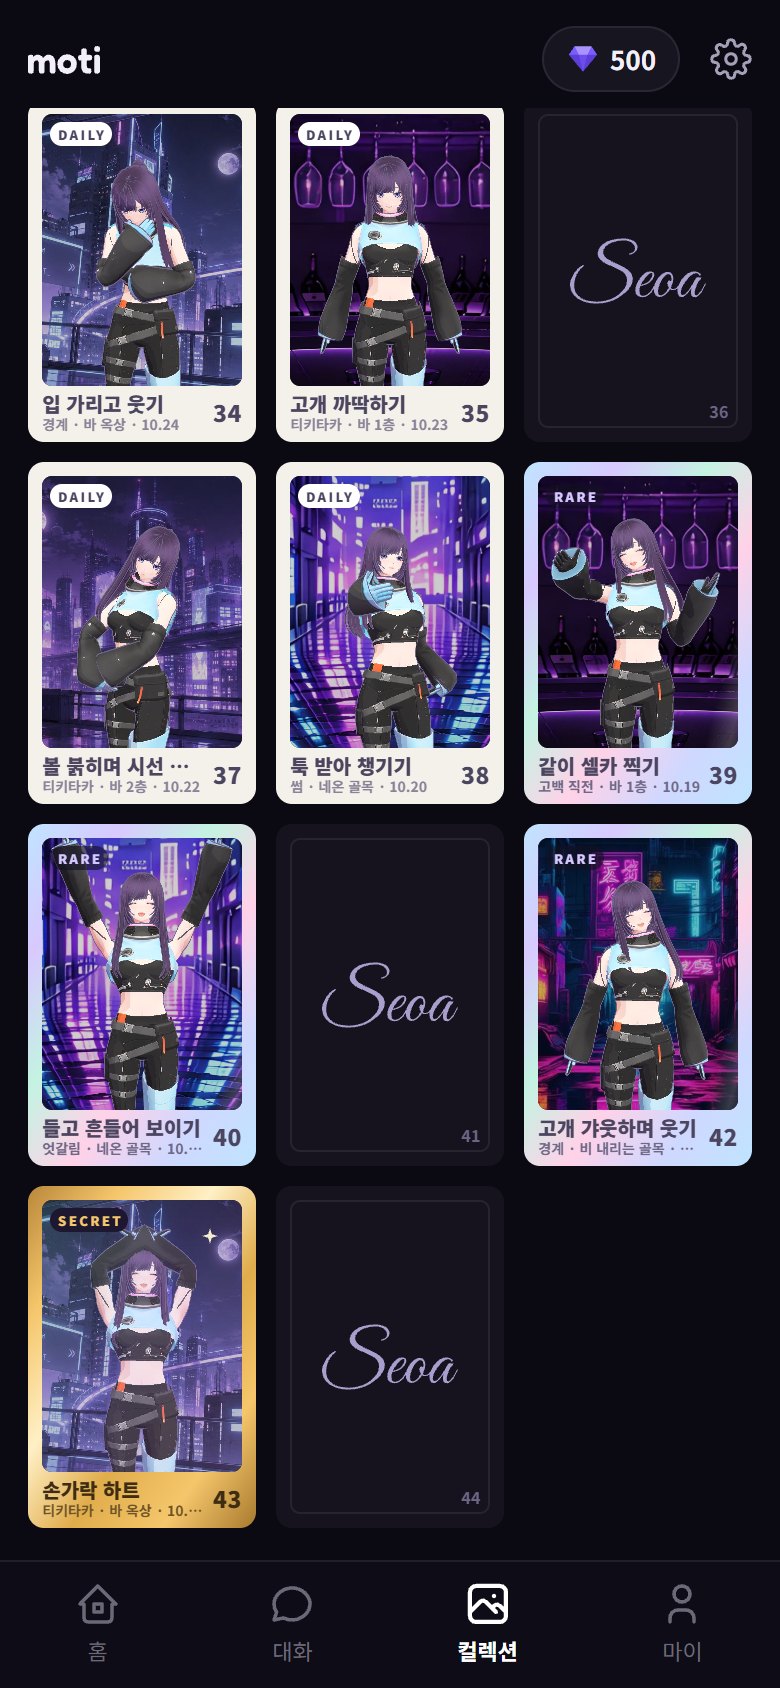 moti
500
DAILY
입 가리고 웃기
경계 · 바 옥상 · 10.24
34
DAILY
고개 까딱하기
티키타카 · 바 1층 · 10.23
35
Seoa
36
DAILY
볼 붉히며 시선 ···
티키타카 · 바 2층 · 10.22
37
DAILY
툭 받아 챙기기
썸 · 네온 골목 · 10.20
38
RARE
같이 셀카 찍기
고백 직전 · 바 1층 · 10.19
39
RARE
들고 흔들어 보이기
엇갈림 · 네온 골목 · 10.···
40
Seoa
41
RARE
고개 갸웃하며 웃기
경계 · 비 내리는 골목 · ···
42
SECRET
손가락 하트
티키타카 · 바 옥상 · 10.···
43
Seoa
44
홈
대화
컬렉션
마이